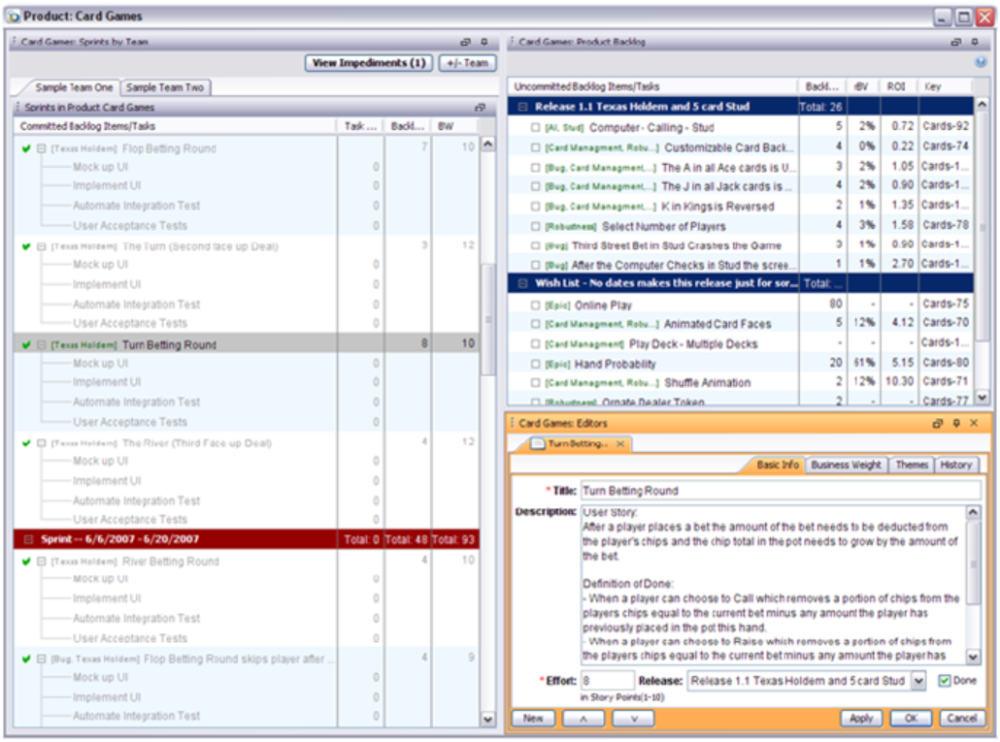 Product: Card Games
Card Games: Sprints by Team
View Impediments (1) +/- Team
Sample Team One Sample Team Two
Sprints in Product Card Games
Committed Backlog Items/Tasks Task ... Backl... BW
[Texas Holdem] Flop Betting Round 7 10
Mock up UI 0
Implement UI 0
Automate Integration Test 0
User Acceptance Tests 0
[Texas Holdem] The Turn (Second face up Deal) 3 12
Mock up UI 0
Implement UI 0
Automate Integration Test 0
User Acceptance Tests 0
[Texas Holdem] Turn Betting Round 8 10
Mock up UI 0
Implement UI 0
Automate Integration Test 0
User Acceptance Tests 0
[Texas Holdem] The River (Third Face up Deal) 4 12
Mock up UI 0
Implement UI 0
Automate Integration Test 0
User Acceptance Tests 0
Sprint -- 6/6/2007 - 6/20/2007 Total: 0 Total: 48 Total: 93
[Texas Holdem] River Betting Round 4 10
Mock up UI 0
Implement UI 0
Automate Integration Test 0
User Acceptance Tests 0
[Bug, Texas Holdem] Flop Betting Round skips player after ... 4 9
Mock up UI 0
Implement UI 0
Automate Integration Test 0
Card Games: Product Backlog
Uncommitted Backlog Items/Tasks Backl... rBV ROI Key
Release 1.1 Texas Holdem and 5 card Stud Total: 26
[AI, Stud] Computer - Calling - Stud 5 2% 0.72 Cards-92
[Card Managment, Robu...] Customizable Card Back... 4 0% 0.22 Cards-74
[Bug, Card Managment,...] The A in all Ace cards is U... 3 2% 1.05 Cards-1...
[Bug, Card Managment,...] The J in all Jack cards is ... 4 2% 0.90 Cards-1...
[Bug, Card Managment,...] K in Kings is Reversed 2 1% 1.35 Cards-1...
[Robustness] Select Number of Players 4 3% 1.58 Cards-78
[Bug] Third Street Bet in Stud Crashes the Game 3 1% 0.90 Cards-1...
[Bug] After the Computer Checks in Stud the scree... 1 1% 2.70 Cards-1...
Wish List - No dates makes this release just for sor... Total: ...
[Epic] Online Play 80 - - Cards-75
[Card Managment, Robu...] Animated Card Faces 5 12% 4.12 Cards-70
[Card Managment] Play Deck - Multiple Decks - - - Cards-1...
[Epic] Hand Probability 20 61% 5.15 Cards-80
[Card Managment, Robu...] Shuffle Animation 2 12% 10.30 Cards-71
[Robustness] Ornate Dealer Token 2 - - Cards-77
Card Games: Editors
Turn Betting...
Basic Info Business Weight Themes History
* Title: Turn Betting Round
Description: User Story:
After a player places a bet the amount of the bet needs to be deducted from
the player's chips and the chip total in the pot needs to grow by the amount of
the bet.
Definition of Done:
- When a player can choose to Call which removes a portion of chips from the
players chips equal to the current bet minus any amount the player has
previously placed in the pot this hand.
- When a player can choose to Raise which removes a portion of chips from
the players chips equal to the current bet minus any amount the player has
* Effort: 8 Release: Release 1.1 Texas Holdem and 5 card Stud Done
in Story Points(1-10)
New Apply OK Cancel